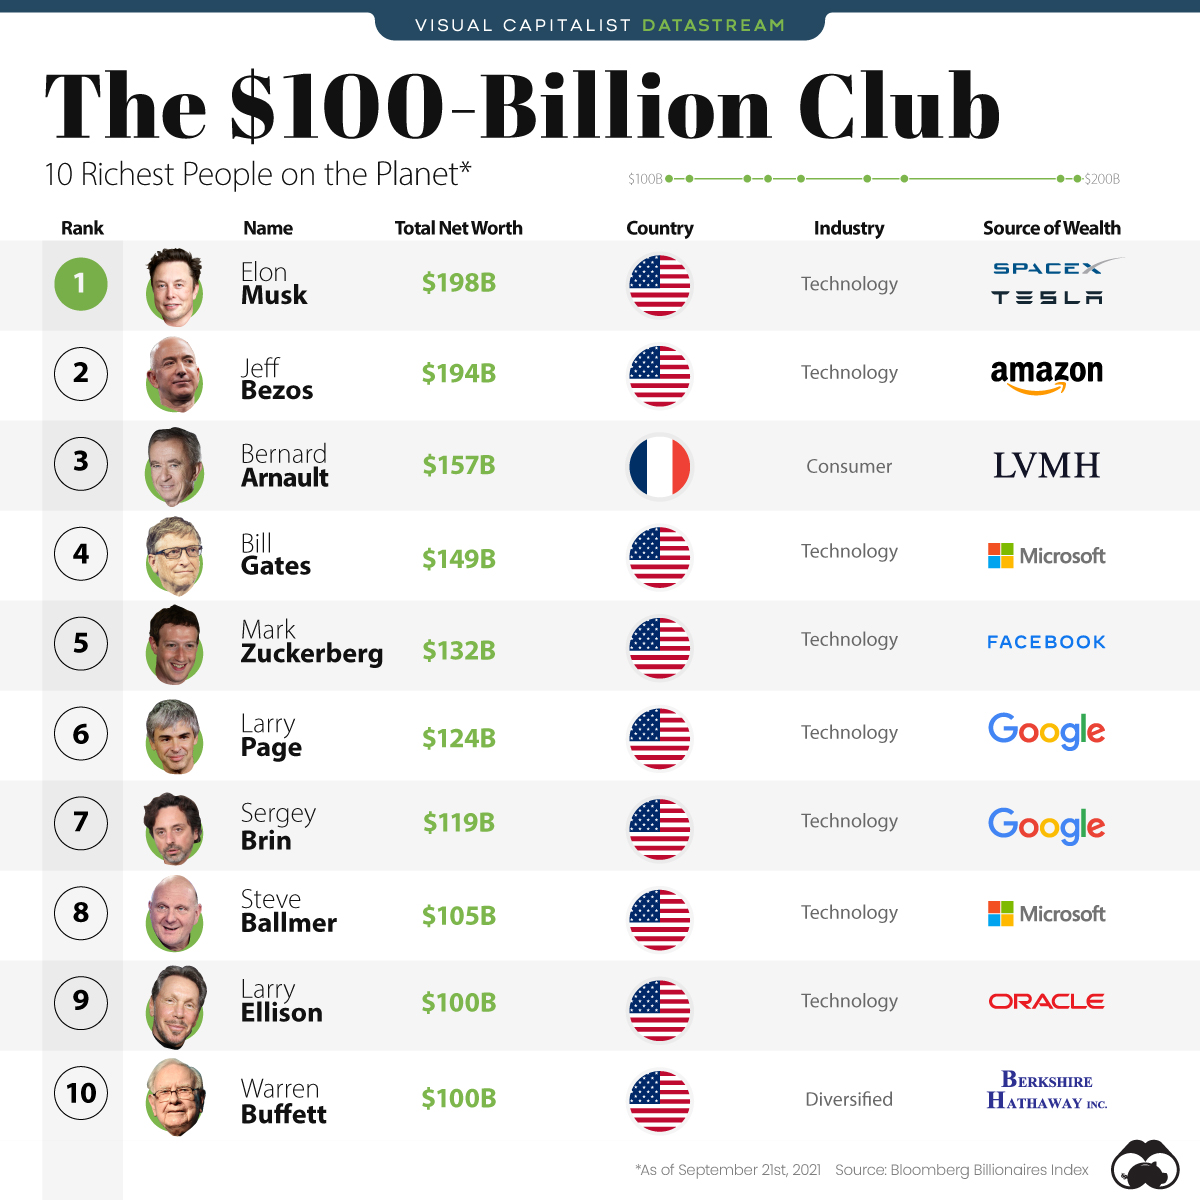 VISUAL CAPITALIST DATASTREAM
The $100-Billion Club
10 Richest People on the Planet*
$100B $200B
Rank Name Total Net Worth Country Industry Source of Wealth
1 Elon Musk $198B Technology SPACEX TESLA
2 Jeff Bezos $194B Technology amazon
3 Bernard Arnault $157B Consumer LVMH
4 Bill Gates $149B Technology Microsoft
5 Mark Zuckerberg $132B Technology FACEBOOK
6 Larry Page $124B Technology Google
7 Sergey Brin $119B Technology Google
8 Steve Ballmer $105B Technology Microsoft
9 Larry Ellison $100B Technology ORACLE
10 Warren Buffett $100B Diversified BERKSHIRE HATHAWAY INC.
*As of September 21st, 2021 Source: Bloomberg Billionaires Index